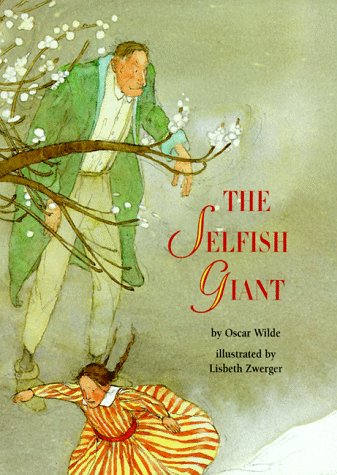 THE
SELFISH
GIANT
by Oscar Wilde
illustrated by
Lisbeth Zwerger